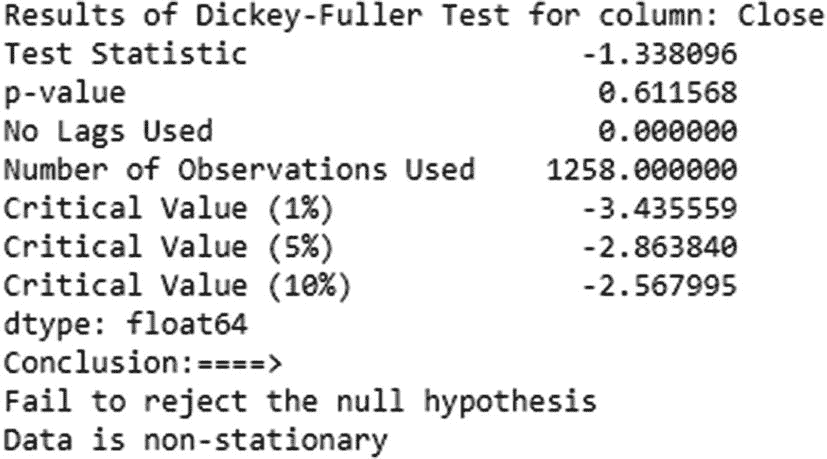 Results of Dickey-Fuller Test for column: Close
Test Statistic -1.338096
p-value 0.611568
No Lags Used 0.000000
Number of Observations Used 1258.000000
Critical Value (1%) -3.435559
Critical Value (5%) -2.863840
Critical Value (10%) -2.567995
dtype: float64
Conclusion:====>
Fail to reject the null hypothesis
Data is non-stationary